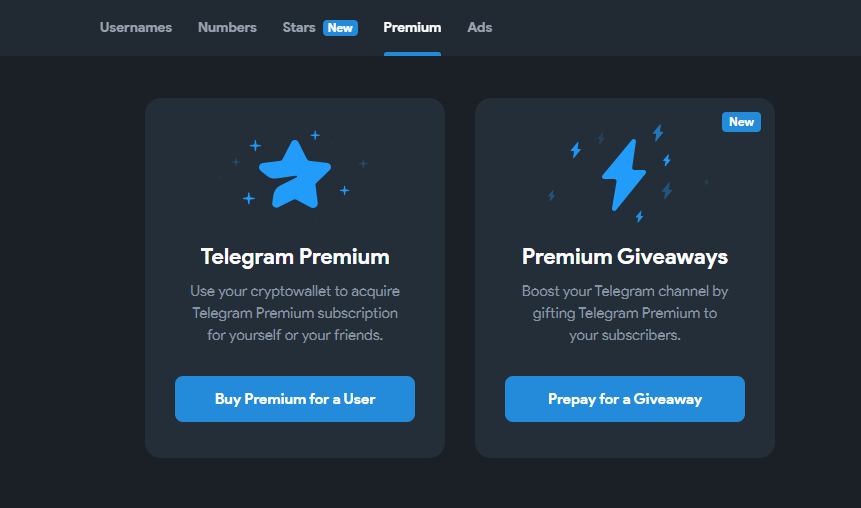 Usernames Numbers Stars New Premium Ads
Telegram Premium
Use your cryptowallet to acquire
Telegram Premium subscription
for yourself or your friends.
Buy Premium for a User
New
Premium Giveaways
Boost your Telegram channel by
gifting Telegram Premium to
your subscribers.
Prepay for a Giveaway